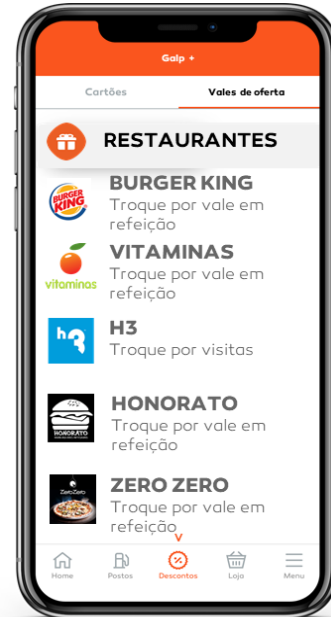 Galp +
Cartões
Vales de oferta
RESTAURANTES
BURGER KING
BURGER KING
Troque por vale em
refeição
vitaminas
VITAMINAS
Troque por vale em
refeição
h3
H3
Troque por visitas
HONORATO
HONORATO
Troque por vale em
refeição
ZeroZero
ZERO ZERO
Troque por vale em
refeição
Home
Postos
Descontos
Loja
Menu